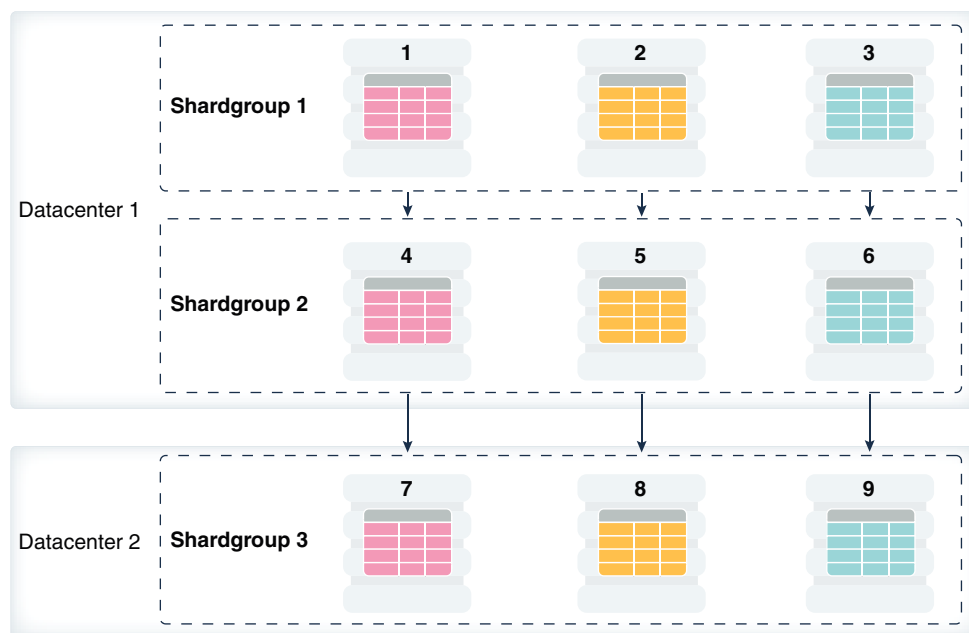 1 2 3
Shardgroup 1
Datacenter 1
4 5 6
Shardgroup 2
7 8 9
Datacenter 2 Shardgroup 3